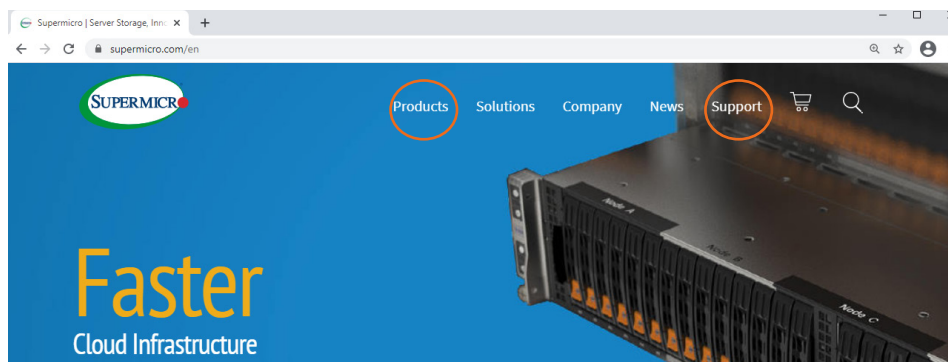 Supermicro | Server Storage, Inn
supermicro.com/en
SUPERMICR
Products Solutions Company News Support
Node A
Node B
Node C
Faster
Cloud Infrastructure